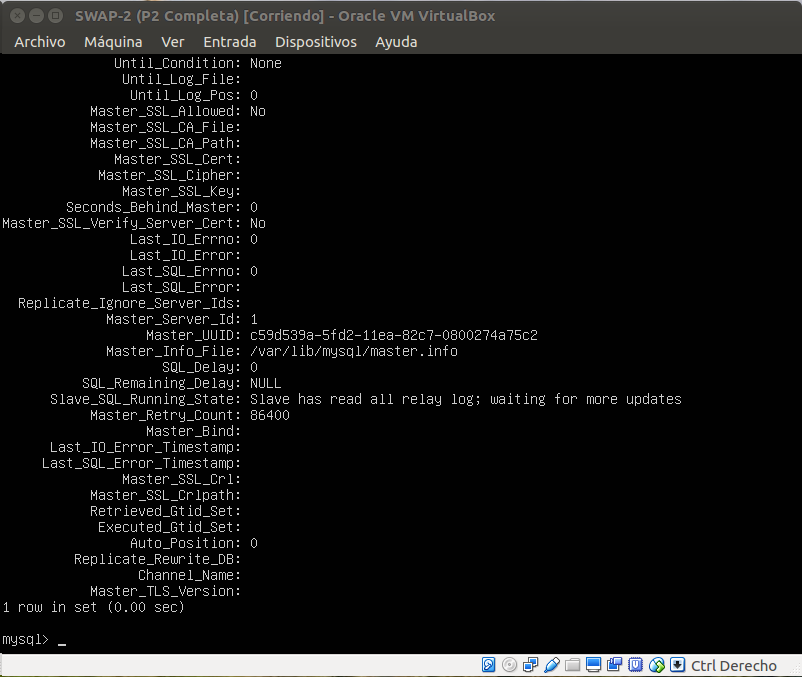 SWAP-2 (P2 Completa) [Corriendo] - Oracle VM VirtualBox
Archivo Máquina Ver Entrada Dispositivos Ayuda
Until_Condition: None
Until_Log_File:
Until_Log_Pos: 0
Master_SSL_Allowed: No
Master_SSL_CA_File:
Master_SSL_CA_Path:
Master_SSL_Cert:
Master_SSL_Cipher:
Master_SSL_Key:
Seconds_Behind_Master: 0
Master_SSL_Verify_Server_Cert: No
Last_IO_Errno: 0
Last_IO_Error:
Last_SQL_Errno: 0
Last_SQL_Error:
Replicate_Ignore_Server_Ids:
Master_Server_Id: 1
Master_UUID: c59d539a-5fd2-11ea-82c7-0800274a75c2
Master_Info_File: /var/lib/mysql/master.info
SQL_Delay: 0
SQL_Remaining_Delay: NULL
Slave_SQL_Running_State: Slave has read all relay log; waiting for more updates
Master_Retry_Count: 86400
Master_Bind:
Last_IO_Error_Timestamp:
Last_SQL_Error_Timestamp:
Master_SSL_Crl:
Master_SSL_Crlpath:
Retrieved_Gtid_Set:
Executed_Gtid_Set:
Auto_Position: 0
Replicate_Rewrite_DB:
Channel_Name:
Master_TLS_Version:
1 row in set (0.00 sec)
mysql> _
Ctrl Derecho